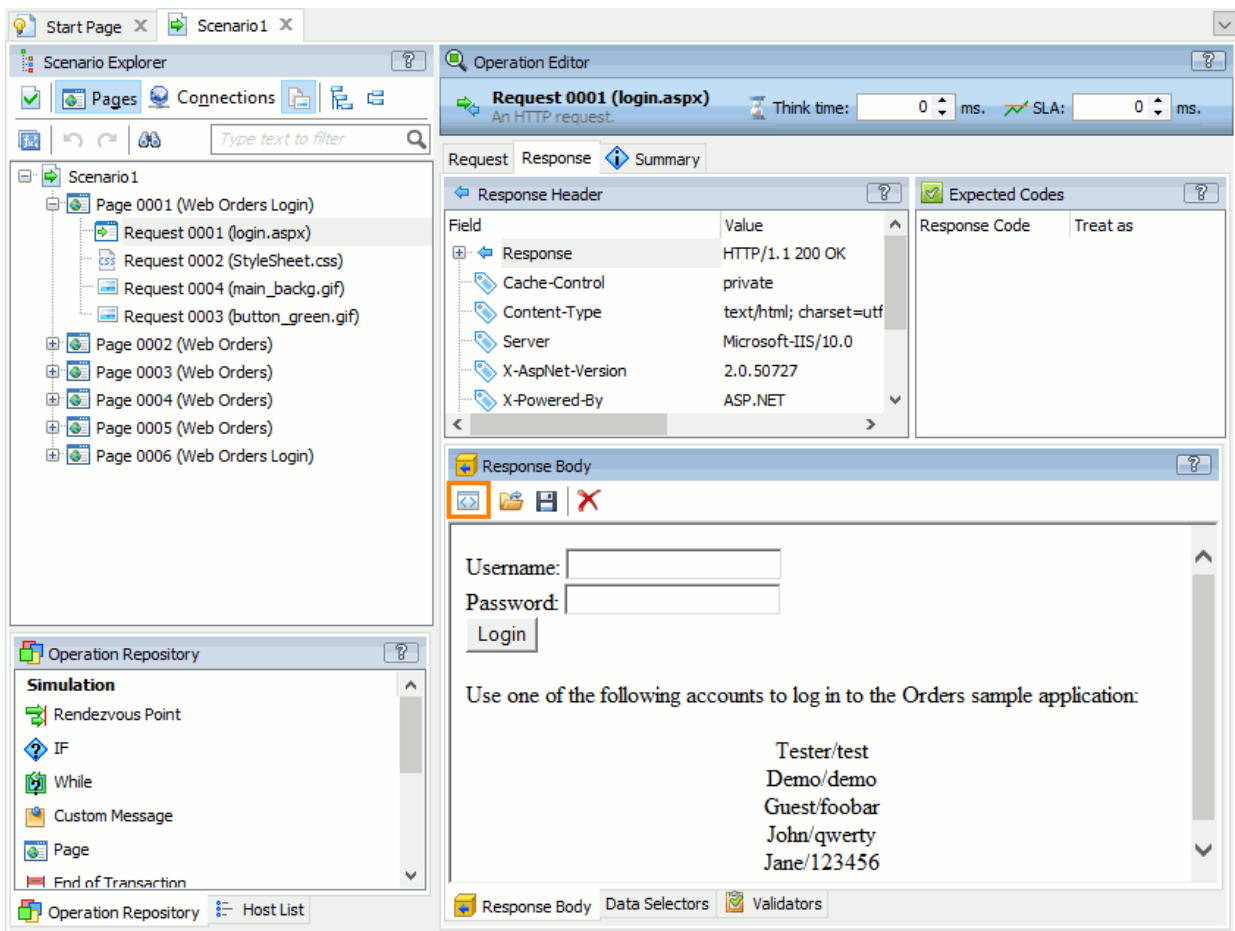 Start Page
Scenario1
Scenario Explorer
Pages
Connections
Type text to filter
Scenario1
Page 0001 (Web Orders Login)
Request 0001 (login.aspx)
Request 0002 (StyleSheet.css)
Request 0004 (main_backg.gif)
Request 0003 (button_green.gif)
Page 0002 (Web Orders)
Page 0003 (Web Orders)
Page 0004 (Web Orders)
Page 0005 (Web Orders)
Page 0006 (Web Orders Login)
Operation Repository
Simulation
Rendezvous Point
IF
While
Custom Message
Page
End of Transaction
Operation Repository
Host List
Operation Editor
Request 0001 (login.aspx)
An HTTP request.
Think time: 0 ms.
SLA: 0 ms.
Request Response Summary
Response Header
Field Value
Response HTTP/1.1 200 OK
Cache-Control private
Content-Type text/html; charset=utf
Server Microsoft-IIS/10.0
X-AspNet-Version 2.0.50727
X-Powered-By ASP.NET
Expected Codes
Response Code Treat as
Response Body
Username:
Password:
Login
Use one of the following accounts to log in to the Orders sample application:
Tester/test
Demo/demo
Guest/foobar
John/qwerty
Jane/123456
Response Body Data Selectors Validators